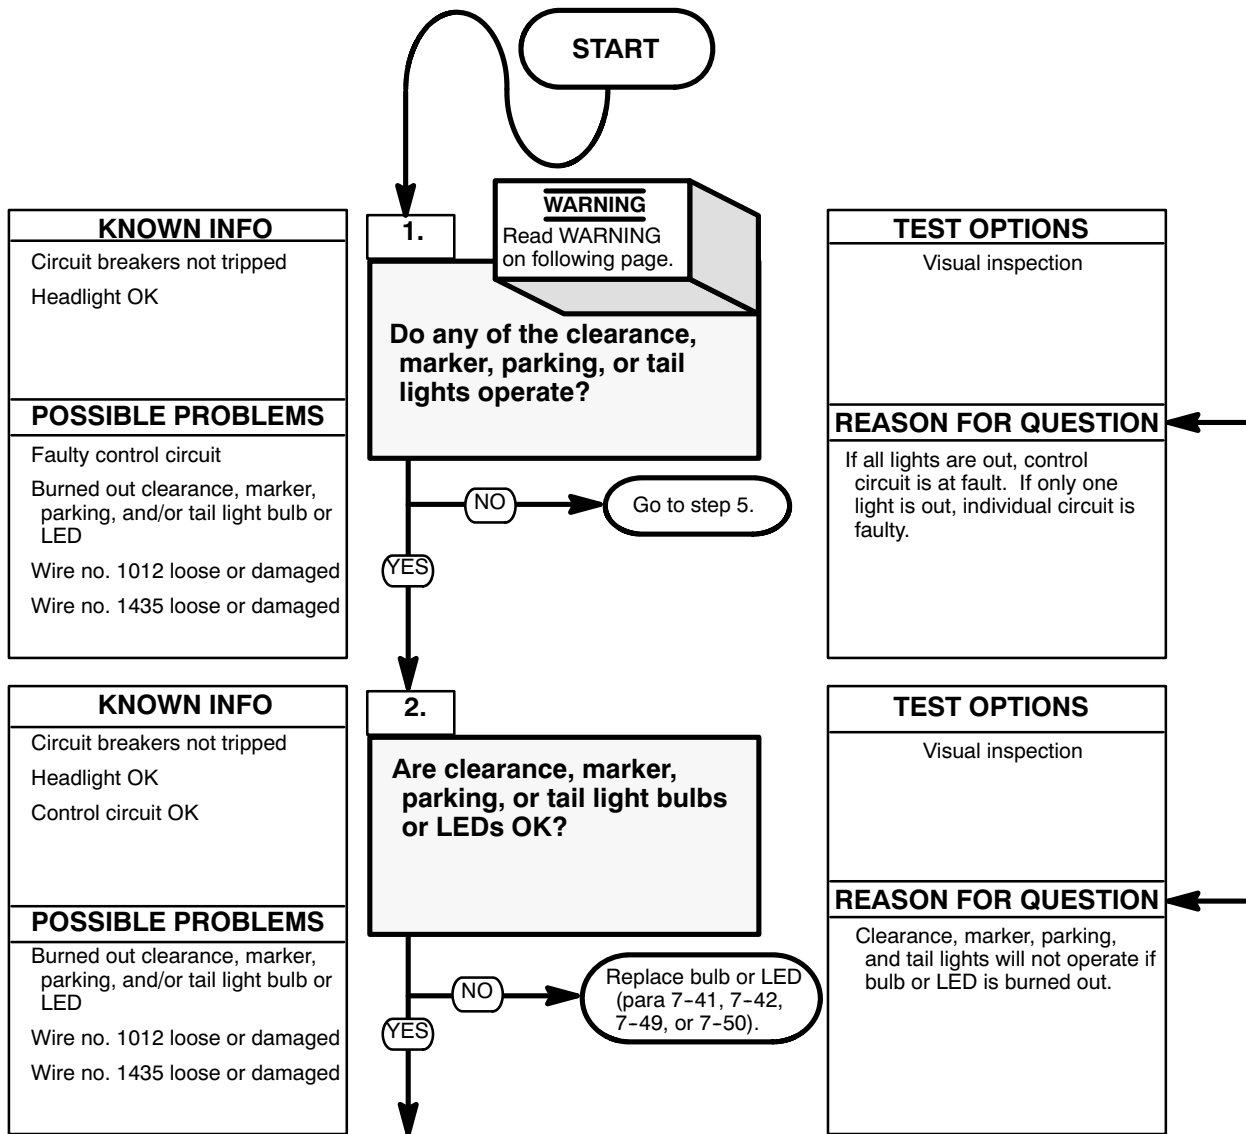 START
KNOWN INFO
Circuit breakers not tripped
Headlight OK
POSSIBLE PROBLEMS
Faulty control circuit
Burned out clearance, marker,
parking, and/or tail light bulb or
LED
Wire no. 1012 loose or damaged
Wire no. 1435 loose or damaged
1.
WARNING
Read WARNING
on following page.
Do any of the clearance,
marker, parking, or tail
lights operate?
NO
Go to step 5.
YES
TEST OPTIONS
Visual inspection
REASON FOR QUESTION
If all lights are out, control
circuit is at fault. If only one
light is out, individual circuit is
faulty.
KNOWN INFO
Circuit breakers not tripped
Headlight OK
Control circuit OK
POSSIBLE PROBLEMS
Burned out clearance, marker,
parking, and/or tail light bulb or
LED
Wire no. 1012 loose or damaged
Wire no. 1435 loose or damaged
2.
Are clearance, marker,
parking, or tail light bulbs
or LEDs OK?
NO
Replace bulb or LED
(para 7-41, 7-42,
7-49, or 7-50).
YES
TEST OPTIONS
Visual inspection
REASON FOR QUESTION
Clearance, marker, parking,
and tail lights will not operate if
bulb or LED is burned out.